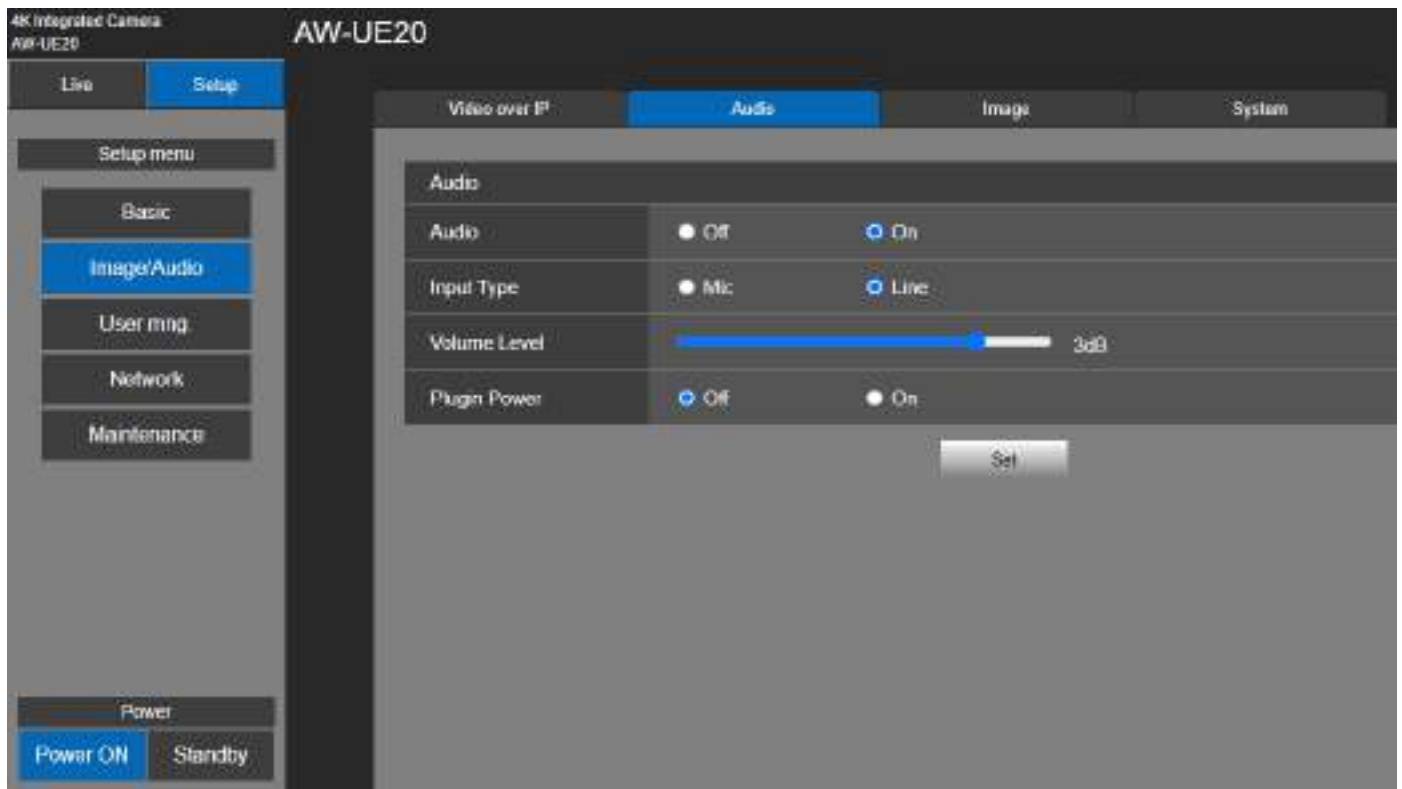 4K Integrated Camera
AW-UE20
AW-UE20
Live Setup
Video over IP Audio Image System
Setup menu
Basic
Image/Audio
User mng.
Network
Maintenance
Audio
Audio Off On
Input Type Mic Line
Volume Level 3dB
Plugin Power Off On
Set
Power
Power ON Standby